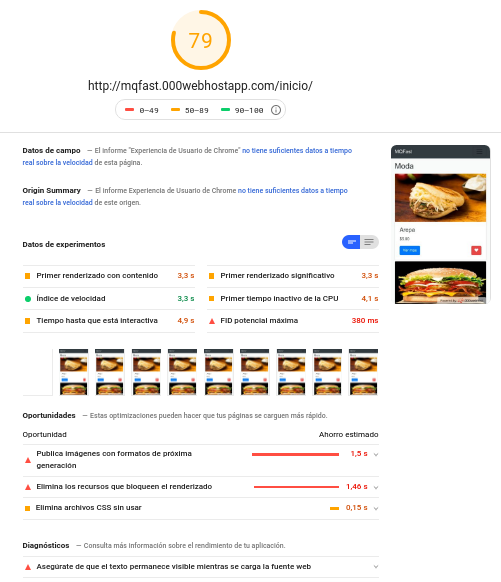 79
http://mqfast.000webhostapp.com/inicio/
0–49 50–89 90–100
Datos de campo — El informe "Experiencia de Usuario de Chrome" no tiene suficientes datos a tiempo
real sobre la velocidad de esta página.
Origin Summary — El informe Experiencia de Usuario de Chrome no tiene suficientes datos a tiempo
real sobre la velocidad de este origen.
MQFast
Moda
Arepa
Datos de experimentos
Primer renderizado con contenido 3,3 s
Primer renderizado significativo 3,3 s
Índice de velocidad 3,3 s
Primer tiempo inactivo de la CPU 4,1 s
Tiempo hasta que está interactiva 4,9 s
FID potencial máxima 380 ms
Oportunidades — Estas optimizaciones pueden hacer que tus páginas se carguen más rápido.
Oportunidad Ahorro estimado
Publica imágenes con formatos de próxima
generación 1,5 s
Elimina los recursos que bloqueen el renderizado 1,46 s
Elimina archivos CSS sin usar 0,15 s
Diagnósticos — Consulta más información sobre el rendimiento de tu aplicación.
Asegúrate de que el texto permanece visible mientras se carga la fuente web